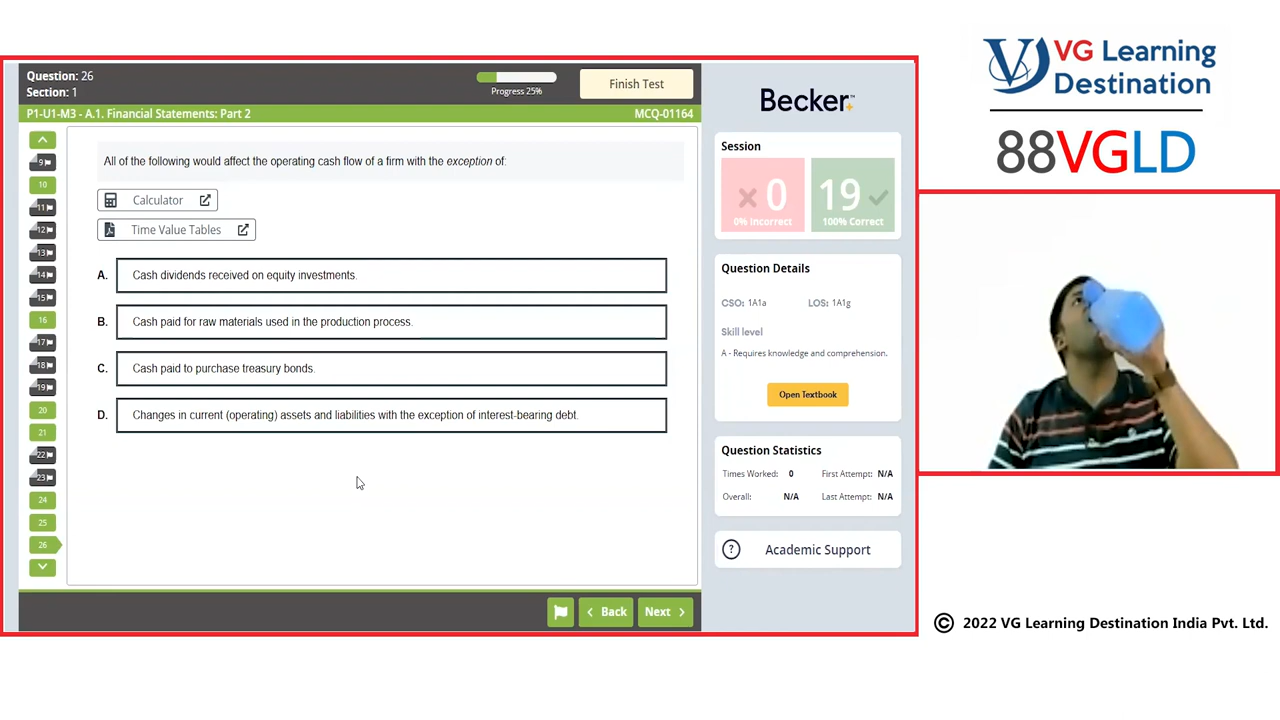 Question: 26
Section: 1
Progress 25%
Finish Test
P1-U1-M3 - A.1. Financial Statements: Part 2
MCQ-01164
All of the following would affect the operating cash flow of a firm with the exception of:
Calculator
Time Value Tables
A. Cash dividends received on equity investments.
B. Cash paid for raw materials used in the production process.
C. Cash paid to purchase treasury bonds.
D. Changes in current (operating) assets and liabilities with the exception of interest-bearing debt.
9
10
11
12
13
14
15
16
17
18
19
20
21
22
23
24
25
26
Back
Next
Becker
Session
0
0% Incorrect
19
100% Correct
Question Details
CSO: 1A1a
LOS: 1A1g
Skill level
A - Requires knowledge and comprehension.
Open Textbook
Question Statistics
Times Worked: 0
First Attempt: N/A
Overall: N/A
Last Attempt: N/A
? Academic Support
VG Learning
Destination
88VGLD
© 2022 VG Learning Destination India Pvt. Ltd.